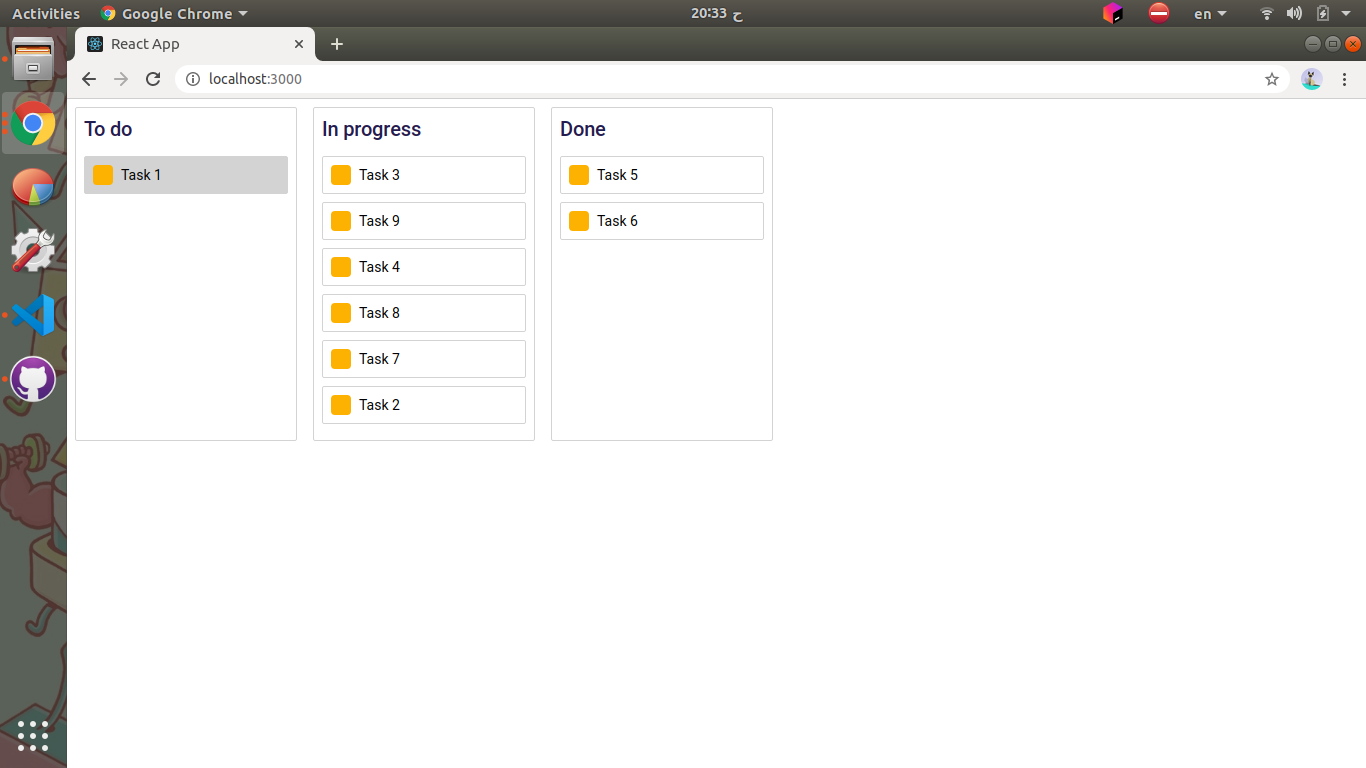 Activities
Google Chrome
20:33 ح
en
React App
localhost:3000
To do
Task 1
In progress
Task 3
Task 9
Task 4
Task 8
Task 7
Task 2
Done
Task 5
Task 6